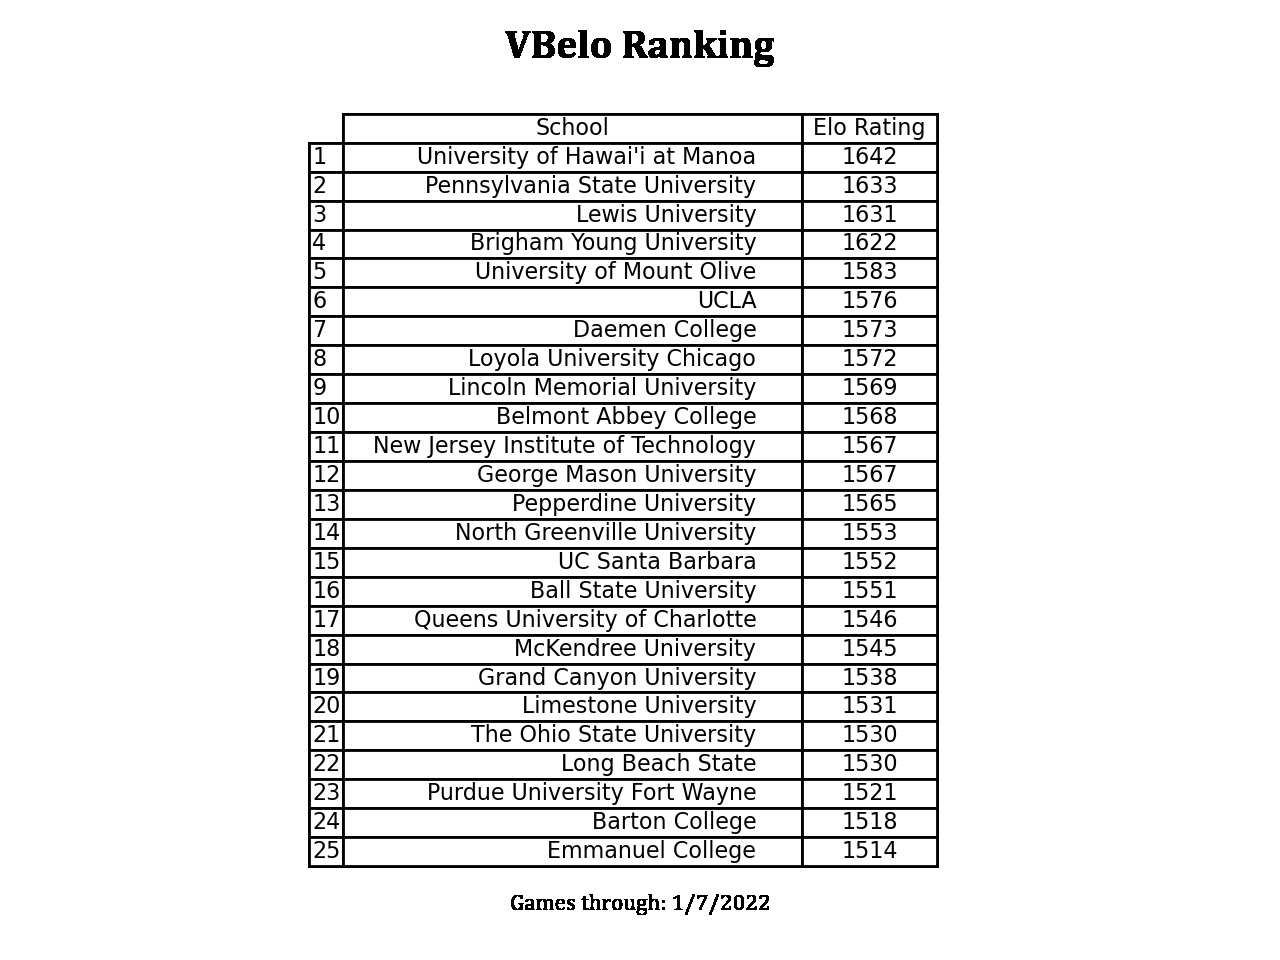 VBelo Ranking
School Elo Rating
1 University of Hawai'i at Manoa 1642
2 Pennsylvania State University 1633
3 Lewis University 1631
4 Brigham Young University 1622
5 University of Mount Olive 1583
6 UCLA 1576
7 Daemen College 1573
8 Loyola University Chicago 1572
9 Lincoln Memorial University 1569
10 Belmont Abbey College 1568
11 New Jersey Institute of Technology 1567
12 George Mason University 1567
13 Pepperdine University 1565
14 North Greenville University 1553
15 UC Santa Barbara 1552
16 Ball State University 1551
17 Queens University of Charlotte 1546
18 McKendree University 1545
19 Grand Canyon University 1538
20 Limestone University 1531
21 The Ohio State University 1530
22 Long Beach State 1530
23 Purdue University Fort Wayne 1521
24 Barton College 1518
25 Emmanuel College 1514
Games through: 1/7/2022